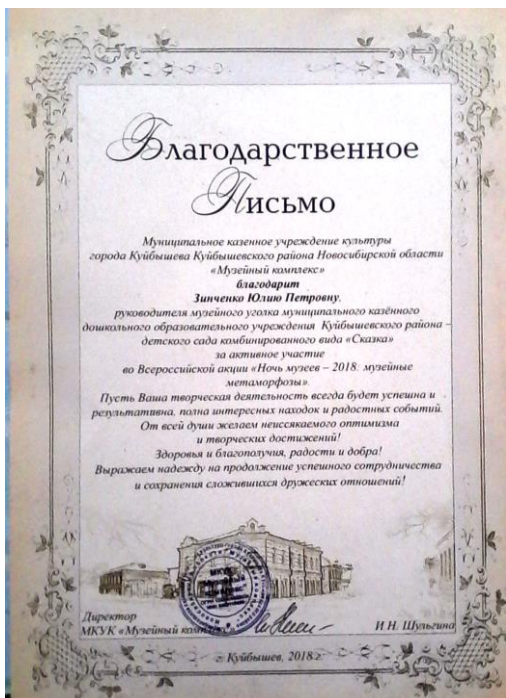 Благодарственное
Письмо
Муниципальное казенное учреждение культуры
города Куйбышева Куйбышевского района Новосибирской области
«Музейный комплекс»
благодарит
Зинченко Юлию Петровну,
руководителя музейного уголка муниципального казённого
дошкольного образовательного учреждения Куйбышевского района –
детского сада комбинированного вида «Сказка»
за активное участие
во Всероссийской акции «Ночь музеев – 2018: музейные
метаморфозы».
Пусть Ваша творческая деятельность всегда будет успешна и
результативна, полна интересных находок и радостных событий.
От всей души желаем неиссякаемого оптимизма
и творческих достижений!
Здоровья и благополучия, радости и добра!
Выражаем надежду на продолжение успешного сотрудничества
и сохранения сложившихся дружеских отношений!
Директор
МКУК «Музейный комплекс» И.Н. Шульгина
г. Куйбышев, 2018 г.